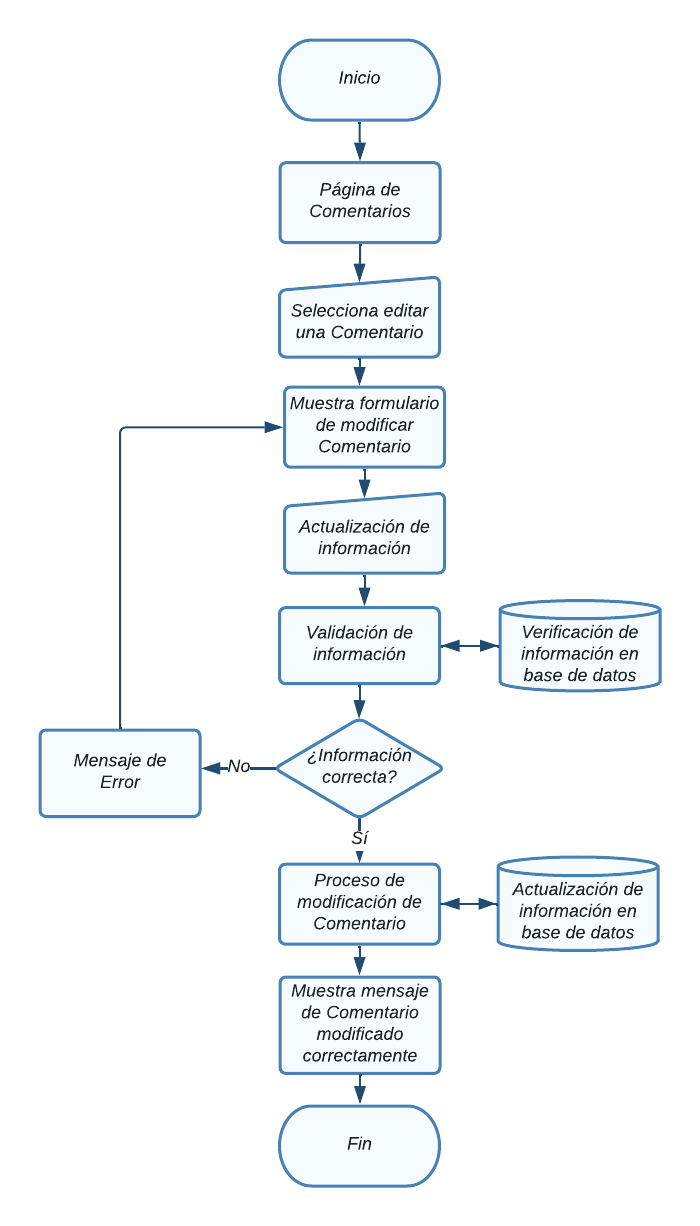 Inicio
Página de
Comentarios
Selecciona editar
una Comentario
Muestra formulario
de modificar
Comentario
Actualización de
información
Validación de
información
Verificación de
información en
base de datos
¿Información
correcta?
No
Mensaje de
Error
Sí
Proceso de
modificación de
Comentario
Actualización de
información en
base de datos
Muestra mensaje
de Comentario
modificado
correctamente
Fin